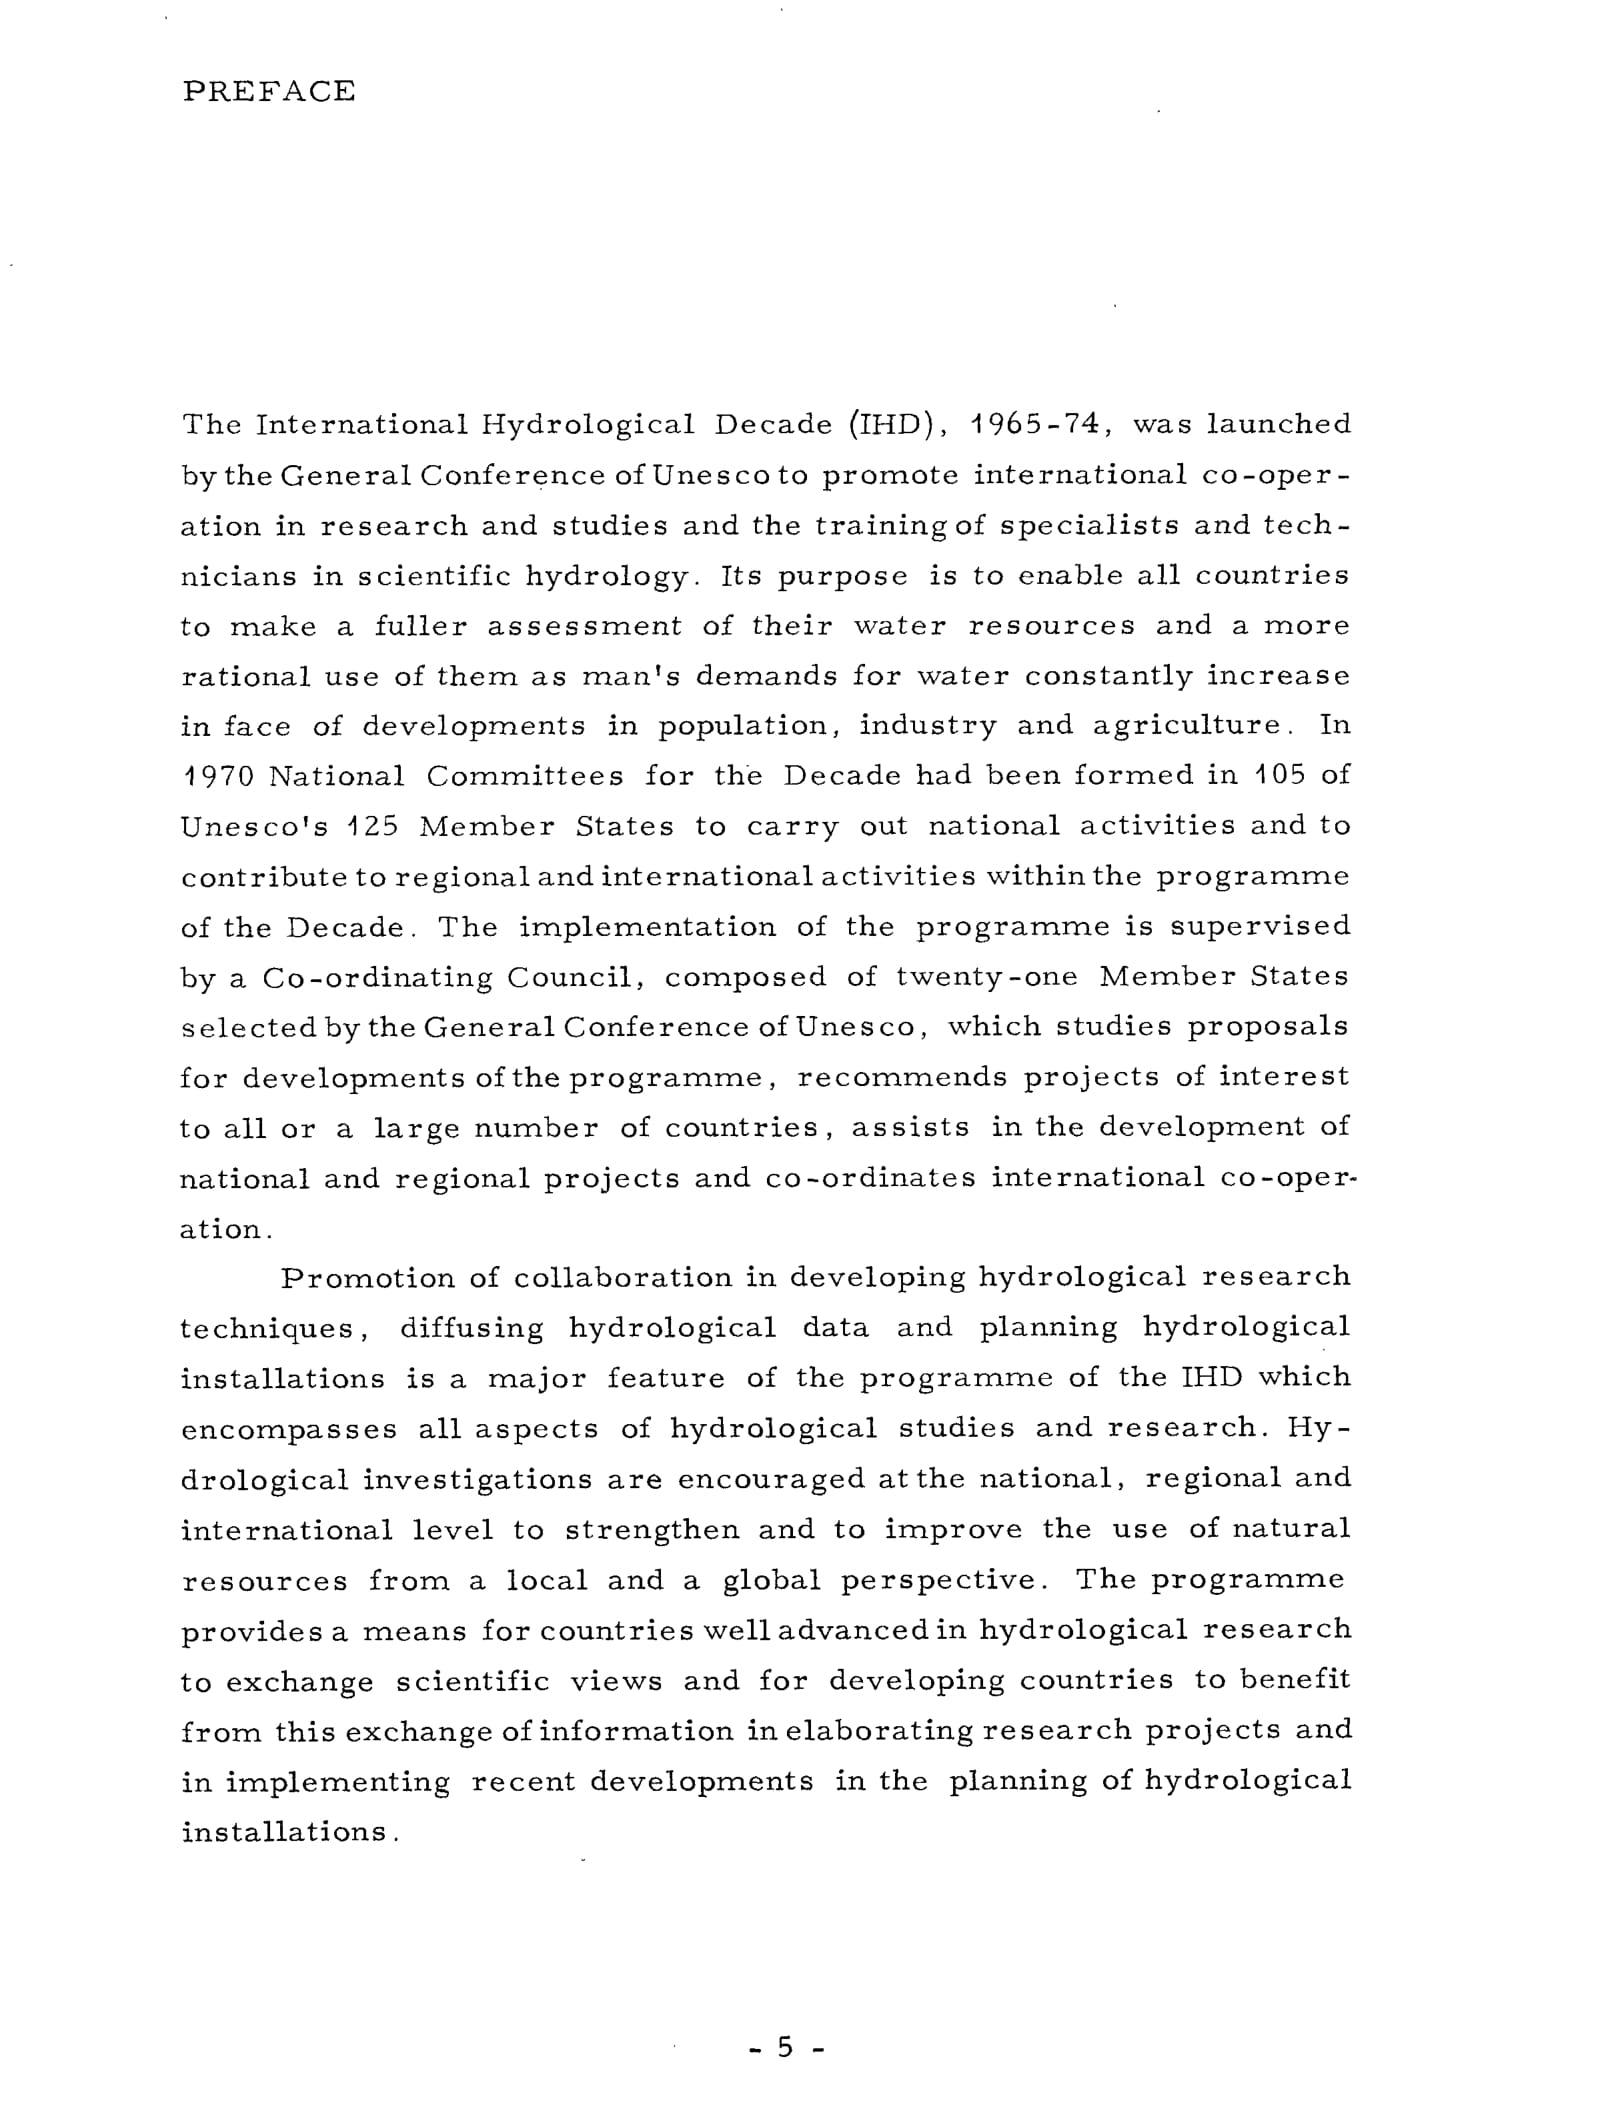 PREFACE
The International Hydrological Decade (IHD), 1965-74, was launched
by the General Conference of Unesco to promote international co-oper-
ation in research and studies and the training of specialists and tech-
nicians in scientific hydrology. Its purpose is to enable all countries
to make a fuller assessment of their water resources and a more
rational use of them as man's demands for water constantly increase
in face of developments in population, industry and agriculture. In
1970 National Committees for the Decade had been formed in 105 of
Unesco's 125 Member States to carry out national activities and to
contribute to regional and international activities within the programme
of the Decade. The implementation of the programme is supervised
by a Co-ordinating Council, composed of twenty-one Member States
selected by the General Conference of Unesco, which studies proposals
for developments of the programme, recommends projects of interest
to all or a large number of countries, assists in the development of
national and regional projects and co-ordinates international co-oper-
ation.
Promotion of collaboration in developing hydrological research
techniques, diffusing hydrological data and planning hydrological
installations is a major feature of the programme of the IHD which
encompasses all aspects of hydrological studies and research. Hy-
drological investigations are encouraged at the national, regional and
international level to strengthen and to improve the use of natural
resources from a local and a global perspective. The programme
provides a means for countries well advanced in hydrological research
to exchange scientific views and for developing countries to benefit
from this exchange of information in elaborating research projects and
in implementing recent developments in the planning of hydrological
installations.
- 5 -